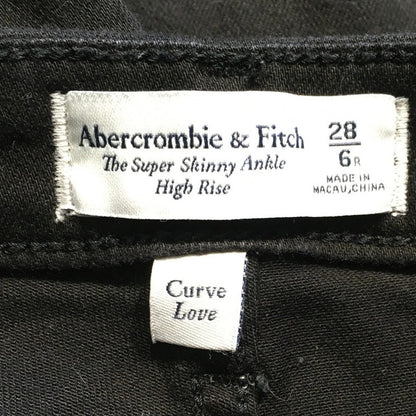 Abercrombie & Fitch
The Super Skinny Ankle
High Rise
28
6R
MADE IN
MACAU, CHINA
Curve
Love